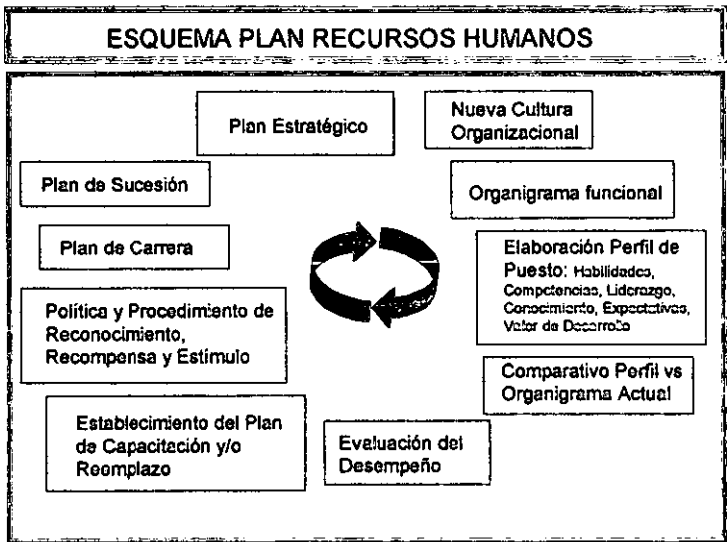 ESQUEMA PLAN RECURSOS HUMANOS
Plan Estratégico
Nueva Cultura
Organizacional
Organigrama funcional
Elaboración Perfil de
Puesto: Habilidades,
Competencias, Liderazgo,
Conocimiento, Expectativas,
Valor de Desarrollo
Comparativo Perfil vs
Organigrama Actual
Evaluación del
Desempeño
Establecimiento del Plan
de Capacitación y/o
Reemplazo
Política y Procedimiento de
Reconocimiento,
Recompensa y Estímulo
Plan de Carrera
Plan de Sucesión